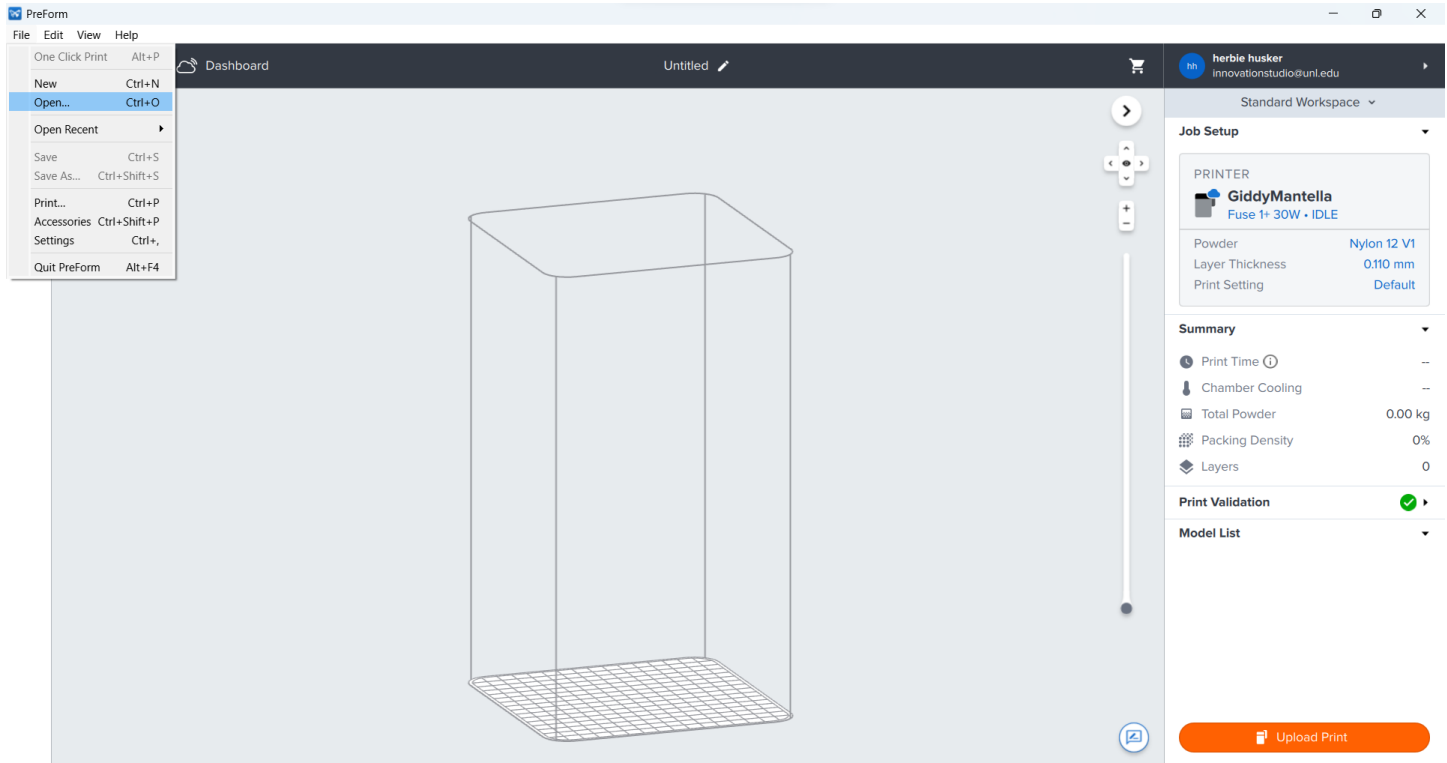 PreForm
File Edit View Help
One Click Print Alt+P
New Ctrl+N
Open... Ctrl+O
Open Recent
Save Ctrl+S
Save As... Ctrl+Shift+S
Print... Ctrl+P
Accessories Ctrl+Shift+P
Settings Ctrl+,
Quit PreForm Alt+F4
Dashboard
Untitled
hh
herbie husker
innovationstudio@unl.edu
Standard Workspace
Job Setup
PRINTER
GiddyMantella
Fuse 1+ 30W • IDLE
Powder Nylon 12 V1
Layer Thickness 0.110 mm
Print Setting Default
Summary
Print Time --
Chamber Cooling --
Total Powder 0.00 kg
Packing Density 0%
Layers 0
Print Validation
Model List
Upload Print